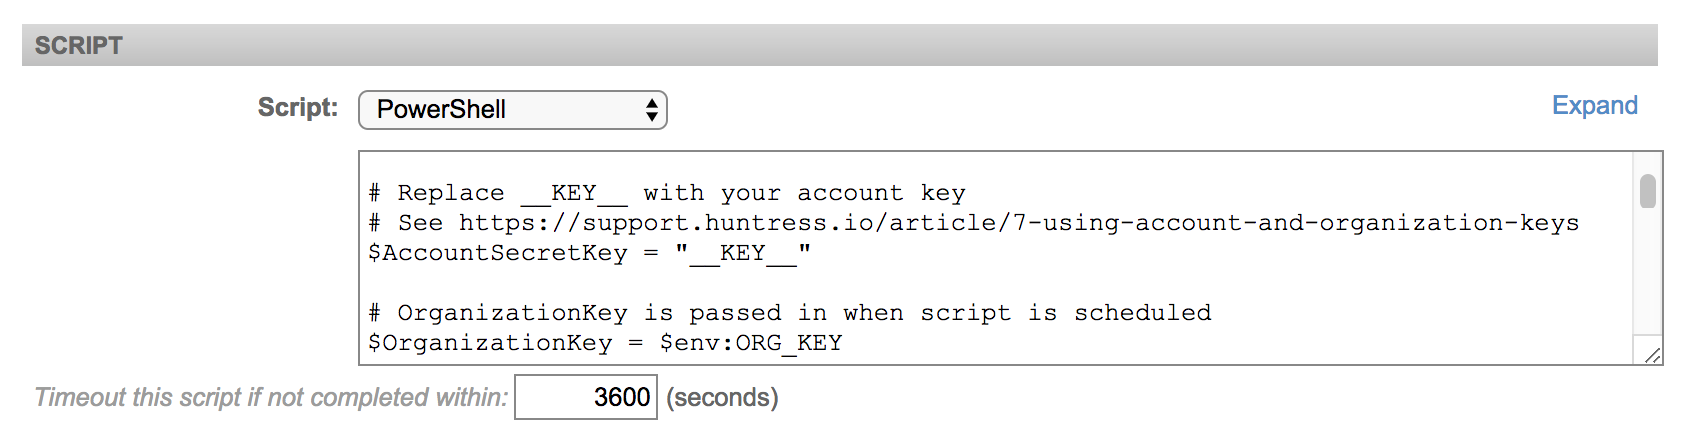 SCRIPT
Script: PowerShell Expand
# Replace __KEY__ with your account key
# See https://support.huntress.io/article/7-using-account-and-organization-keys
$AccountSecretKey = "__KEY__"
# OrganizationKey is passed in when script is scheduled
$OrganizationKey = $env:ORG_KEY
Timeout this script if not completed within: 3600 (seconds)